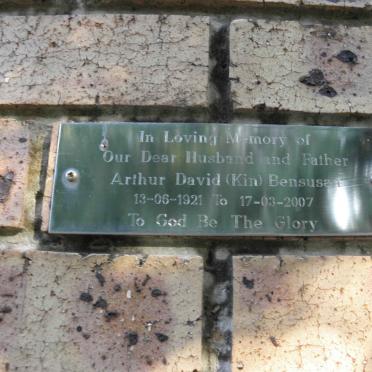 In Loving Memory of
Our Dear Husband and Father
Arthur David (Kin) Bensusan
13-06-1921 To 17-03-2007
To God Be The Glory